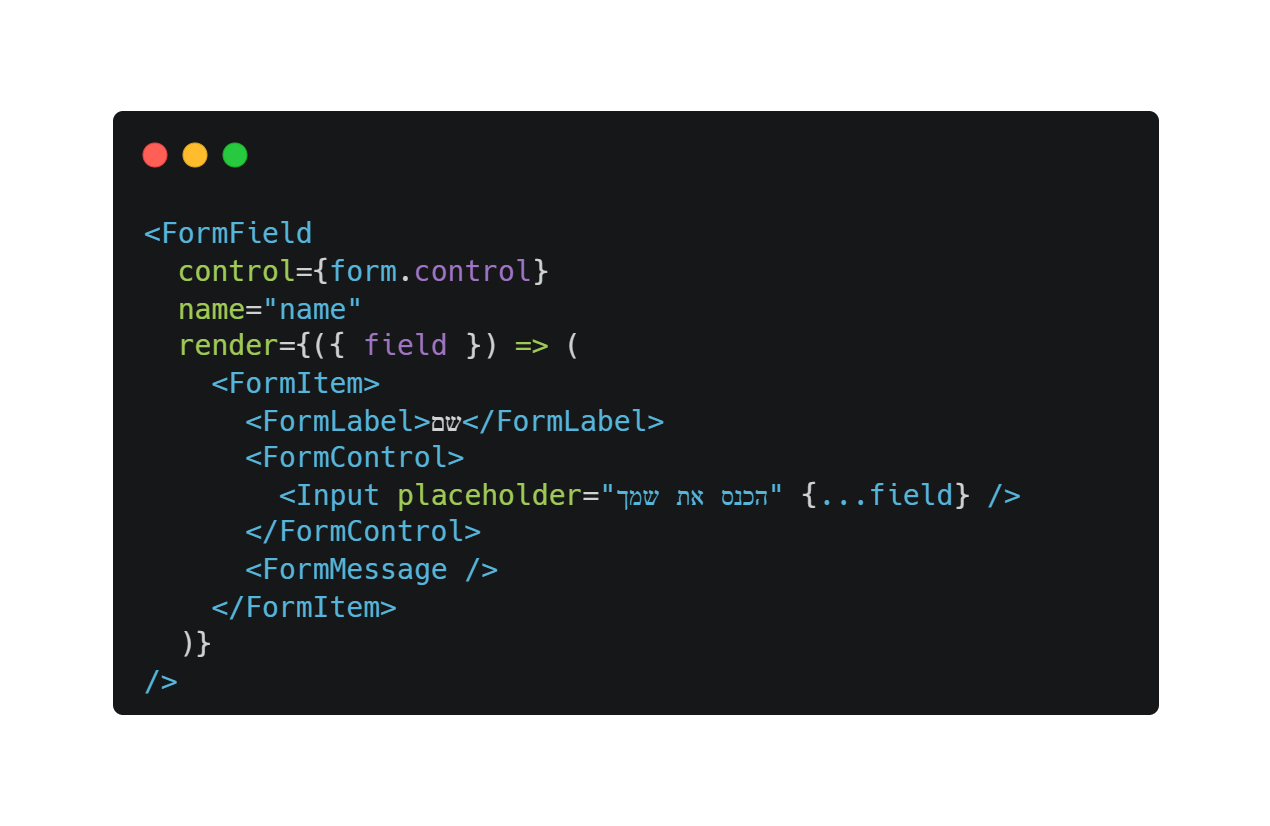 <FormField
  control={form.control}
  name="name"
  render={({ field }) => (
    <FormItem>
      <FormLabel>שם</FormLabel>
      <FormControl>
        <Input placeholder="הכנס את שמך" {...field} />
      </FormControl>
      <FormMessage />
    </FormItem>
  )}
/>